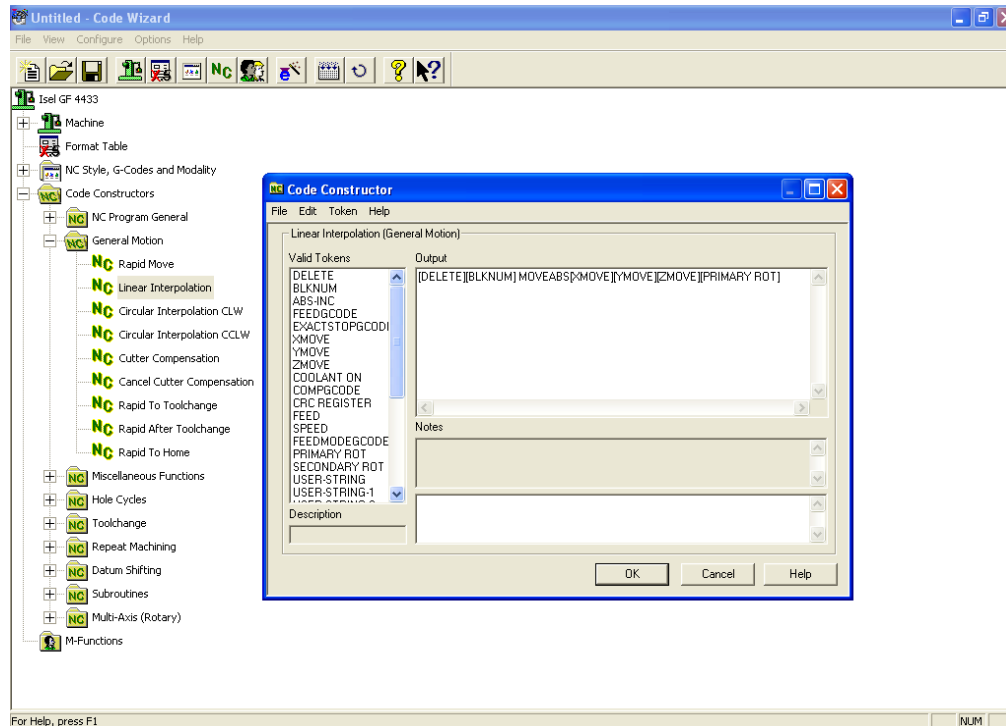 Untitled - Code Wizard
File View Configure Options Help
NC
Isel GF 4433
Machine
Format Table
NC Style, G-Codes and Modality
Code Constructors
NC Program General
General Motion
Rapid Move
Linear Interpolation
Circular Interpolation CLW
Circular Interpolation CCLW
Cutter Compensation
Cancel Cutter Compensation
Rapid To Toolchange
Rapid After Toolchange
Rapid To Home
Miscellaneous Functions
Hole Cycles
Toolchange
Repeat Machining
Datum Shifting
Subroutines
Multi-Axis (Rotary)
M-Functions
Code Constructor
File Edit Token Help
Linear Interpolation (General Motion)
Valid Tokens
DELETE
BLKNUM
ABS-INC
FEEDGCODE
EXACTSTOPGCODI
XMOVE
YMOVE
ZMOVE
COOLANT ON
COMPGCODE
CRC REGISTER
FEED
SPEED
FEEDMODEGCODE
PRIMARY ROT
SECONDARY ROT
USER-STRING
USER-STRING-1
Description
Output
[DELETE][BLKNUM] MOVEABS[XMOVE][YMOVE][ZMOVE][PRIMARY ROT]
Notes
OK Cancel Help
For Help, press F1
NUM